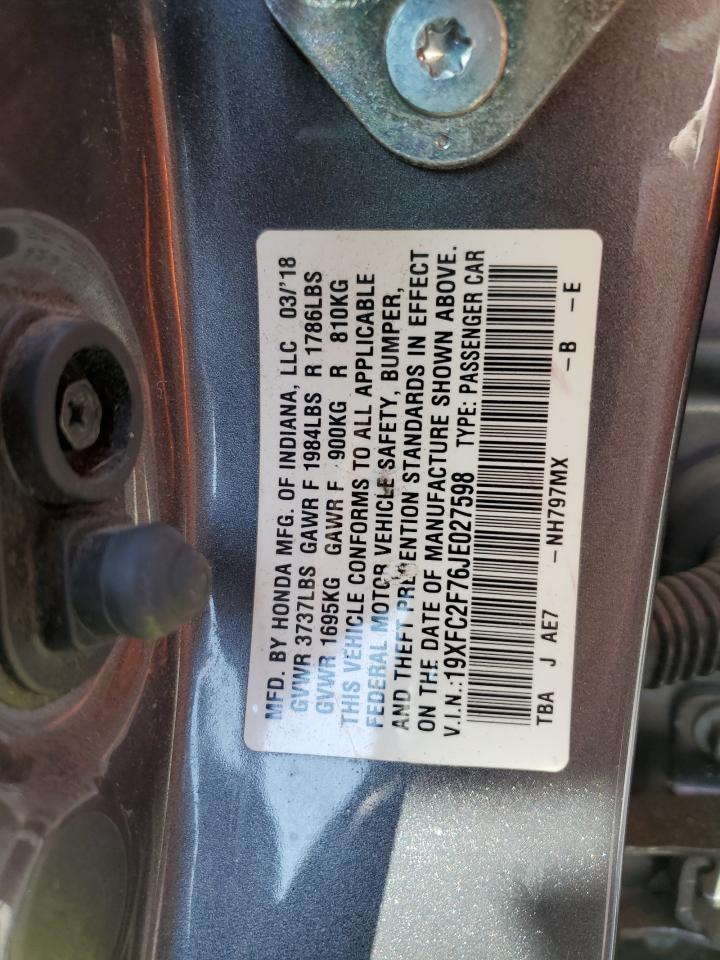 MFD. BY HONDA MFG. OF INDIANA, LLC 03/'18
GVWR 3737LBS GAWR F 1984LBS R 1786LBS
GVWR 1695KG GAWR F 900KG R 810KG
THIS VEHICLE CONFORMS TO ALL APPLICABLE
FEDERAL MOTOR VEHICLE SAFETY, BUMPER,
AND THEFT PREVENTION STANDARDS IN EFFECT
ON THE DATE OF MANUFACTURE SHOWN ABOVE.
V.I.N.:19XFC2F76JE027598 TYPE: PASSENGER CAR
TBA J AE7 -NH797MX -B -E